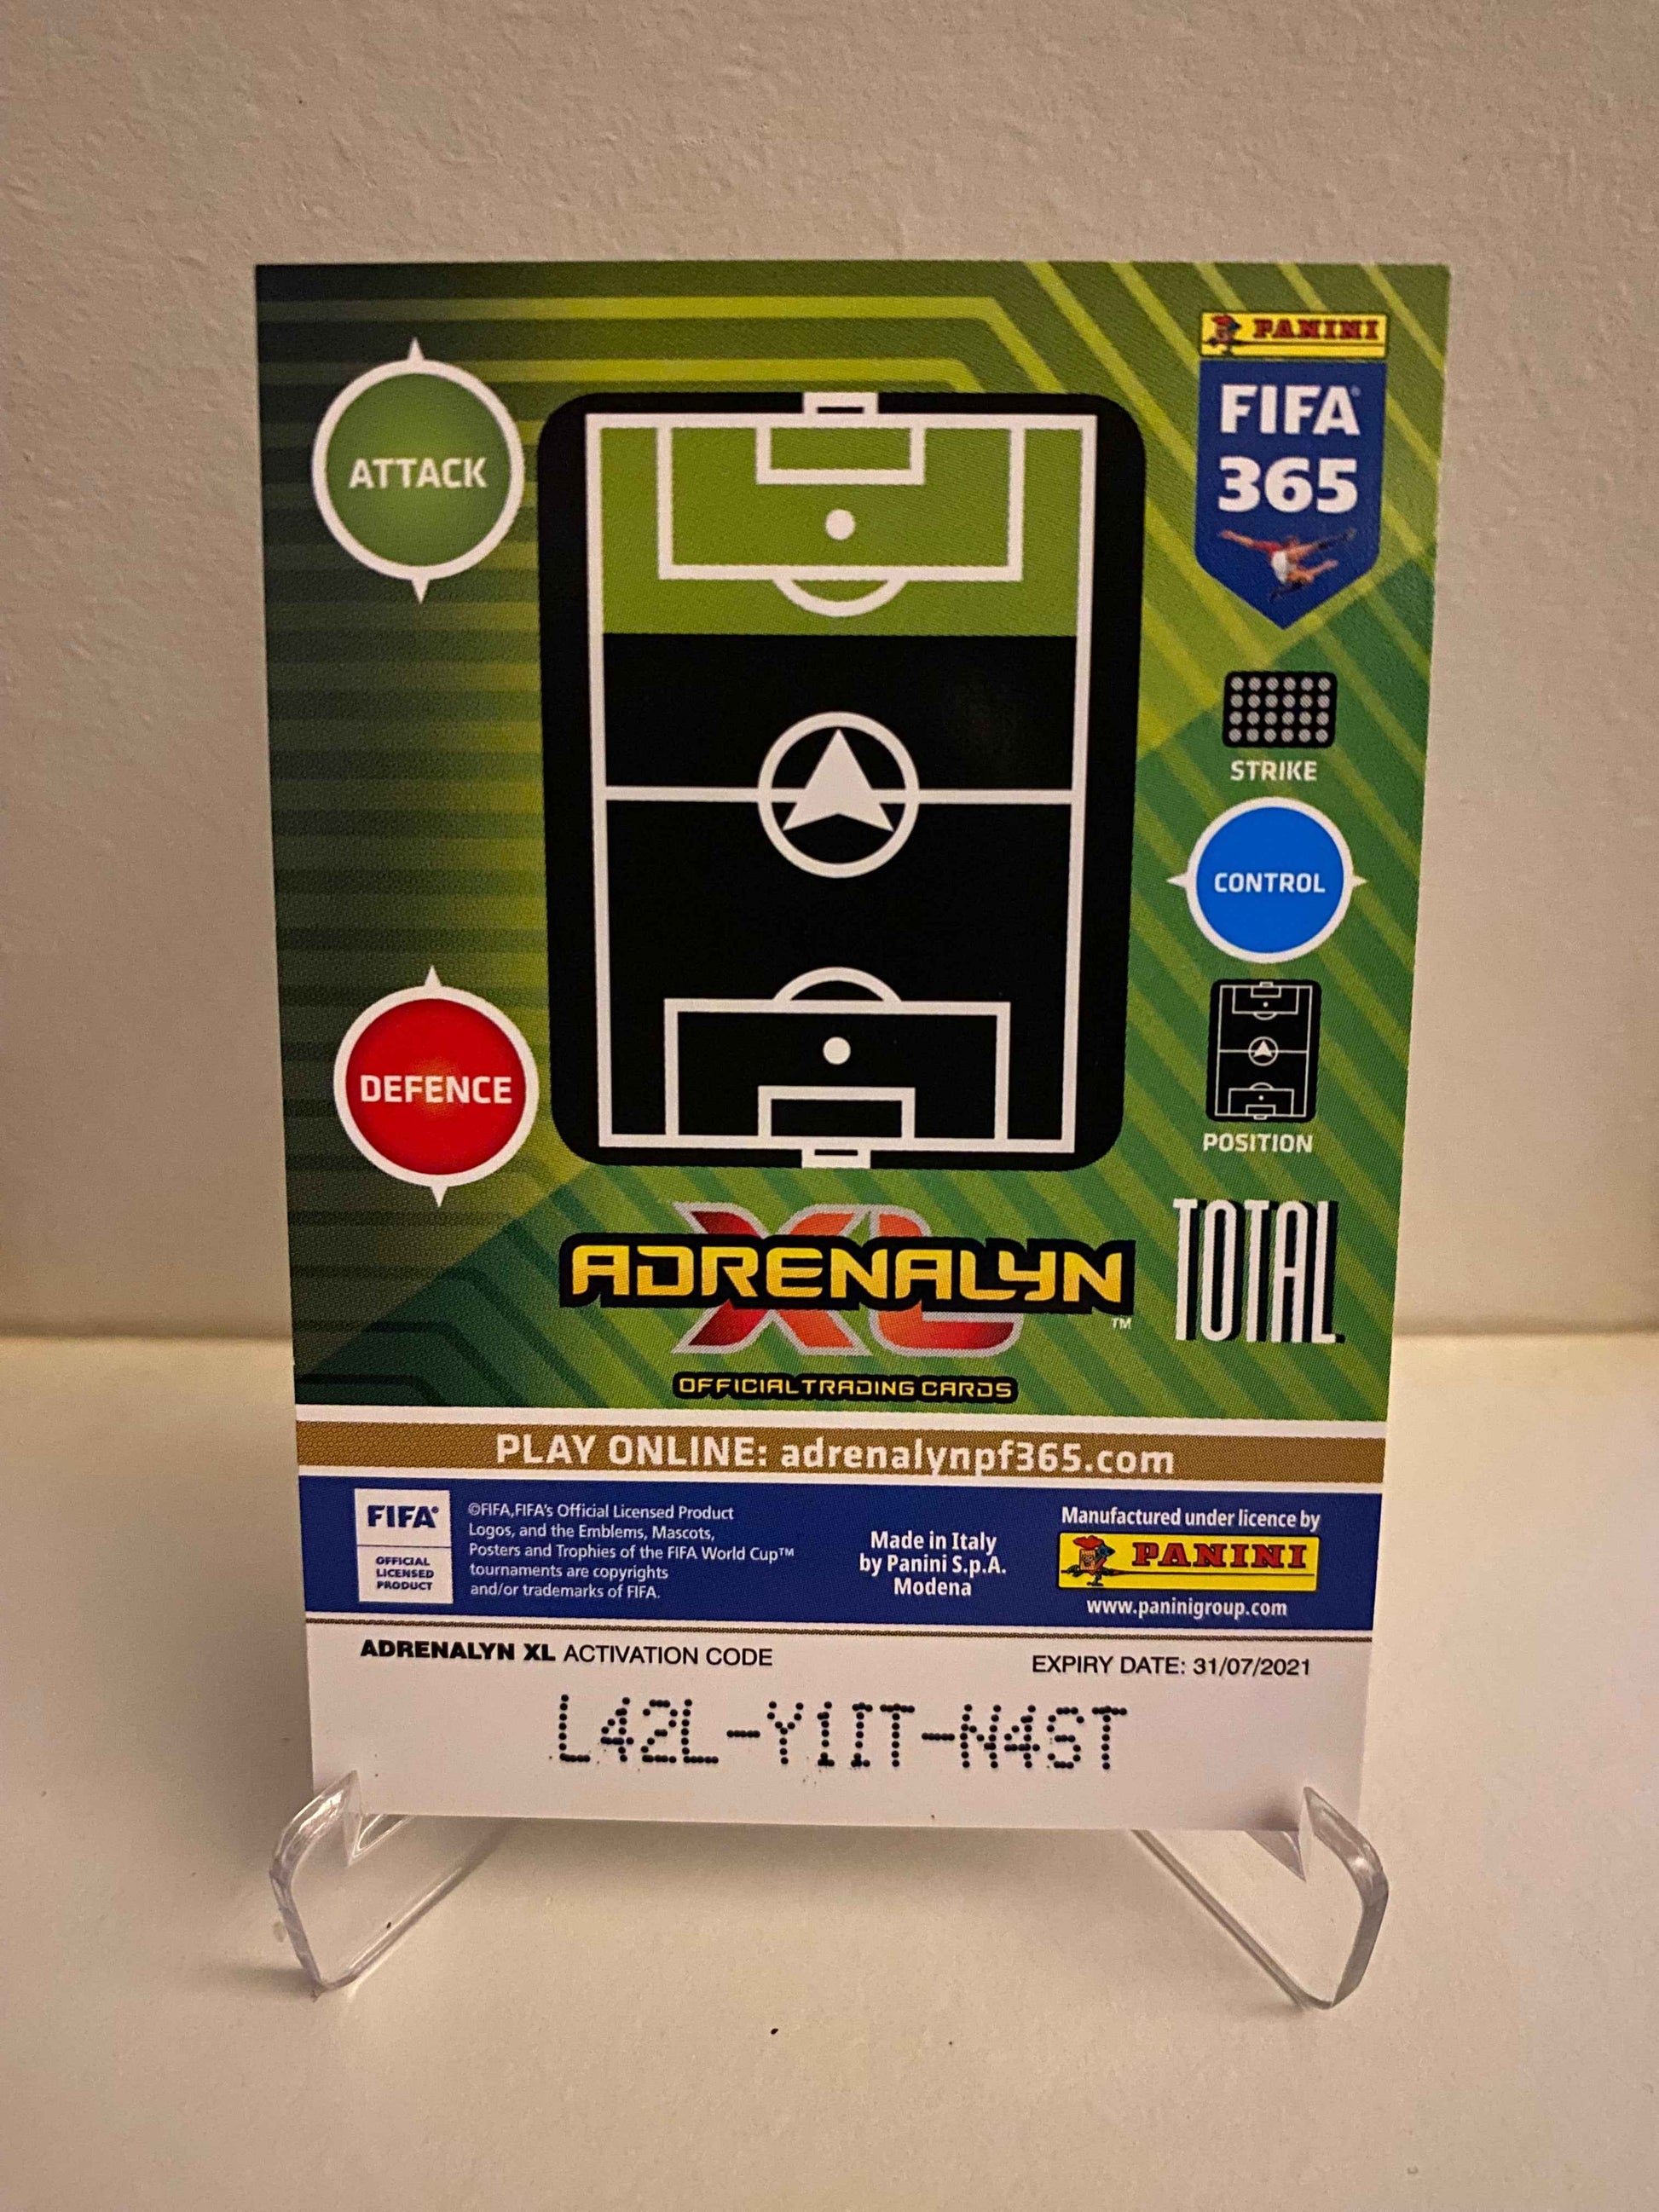 PANINI
FIFA
365
ATTACK
STRIKE
CONTROL
DEFENCE
POSITION
XL
ADRENALYN™
TOTAL
OFFICIAL TRADING CARDS
PLAY ONLINE: adrenalynpf365.com
FIFA®
OFFICIAL
LICENSED
PRODUCT
©FIFA,FIFA's Official Licensed Product
Logos, and the Emblems, Mascots,
Posters and Trophies of the FIFA World Cup™
tournaments are copyrights
and/or trademarks of FIFA.
Made in Italy
by Panini S.p.A.
Modena
Manufactured under licence by
PANINI
www.paninigroup.com
ADRENALYN XL ACTIVATION CODE
EXPIRY DATE: 31/07/2021
L42L-Y1IT-N4ST